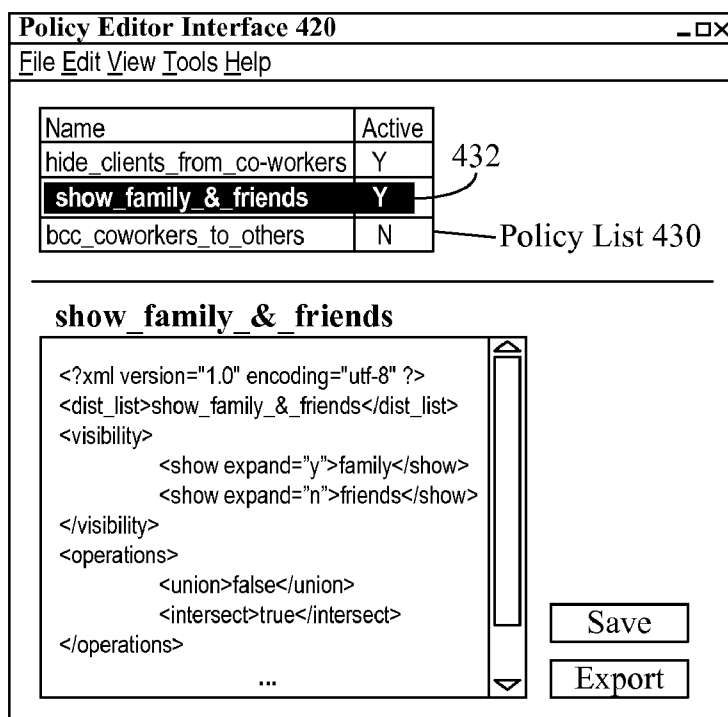 Policy Editor Interface 420
File Edit View Tools Help
Name Active
hide_clients_from_co-workers Y
432
show_family_&_friends Y
bcc_coworkers_to_others N
Policy List 430
show_family_&_friends
<?xml version="1.0" encoding="utf-8" ?>
<dist_list>show_family_&_friends</dist_list>
<visibility>
<show expand=”y”>family</show>
<show expand=”n”>friends</show>
</visibility>
<operations>
<union>false</union>
<intersect>true</intersect>
</operations>
...
Save
Export